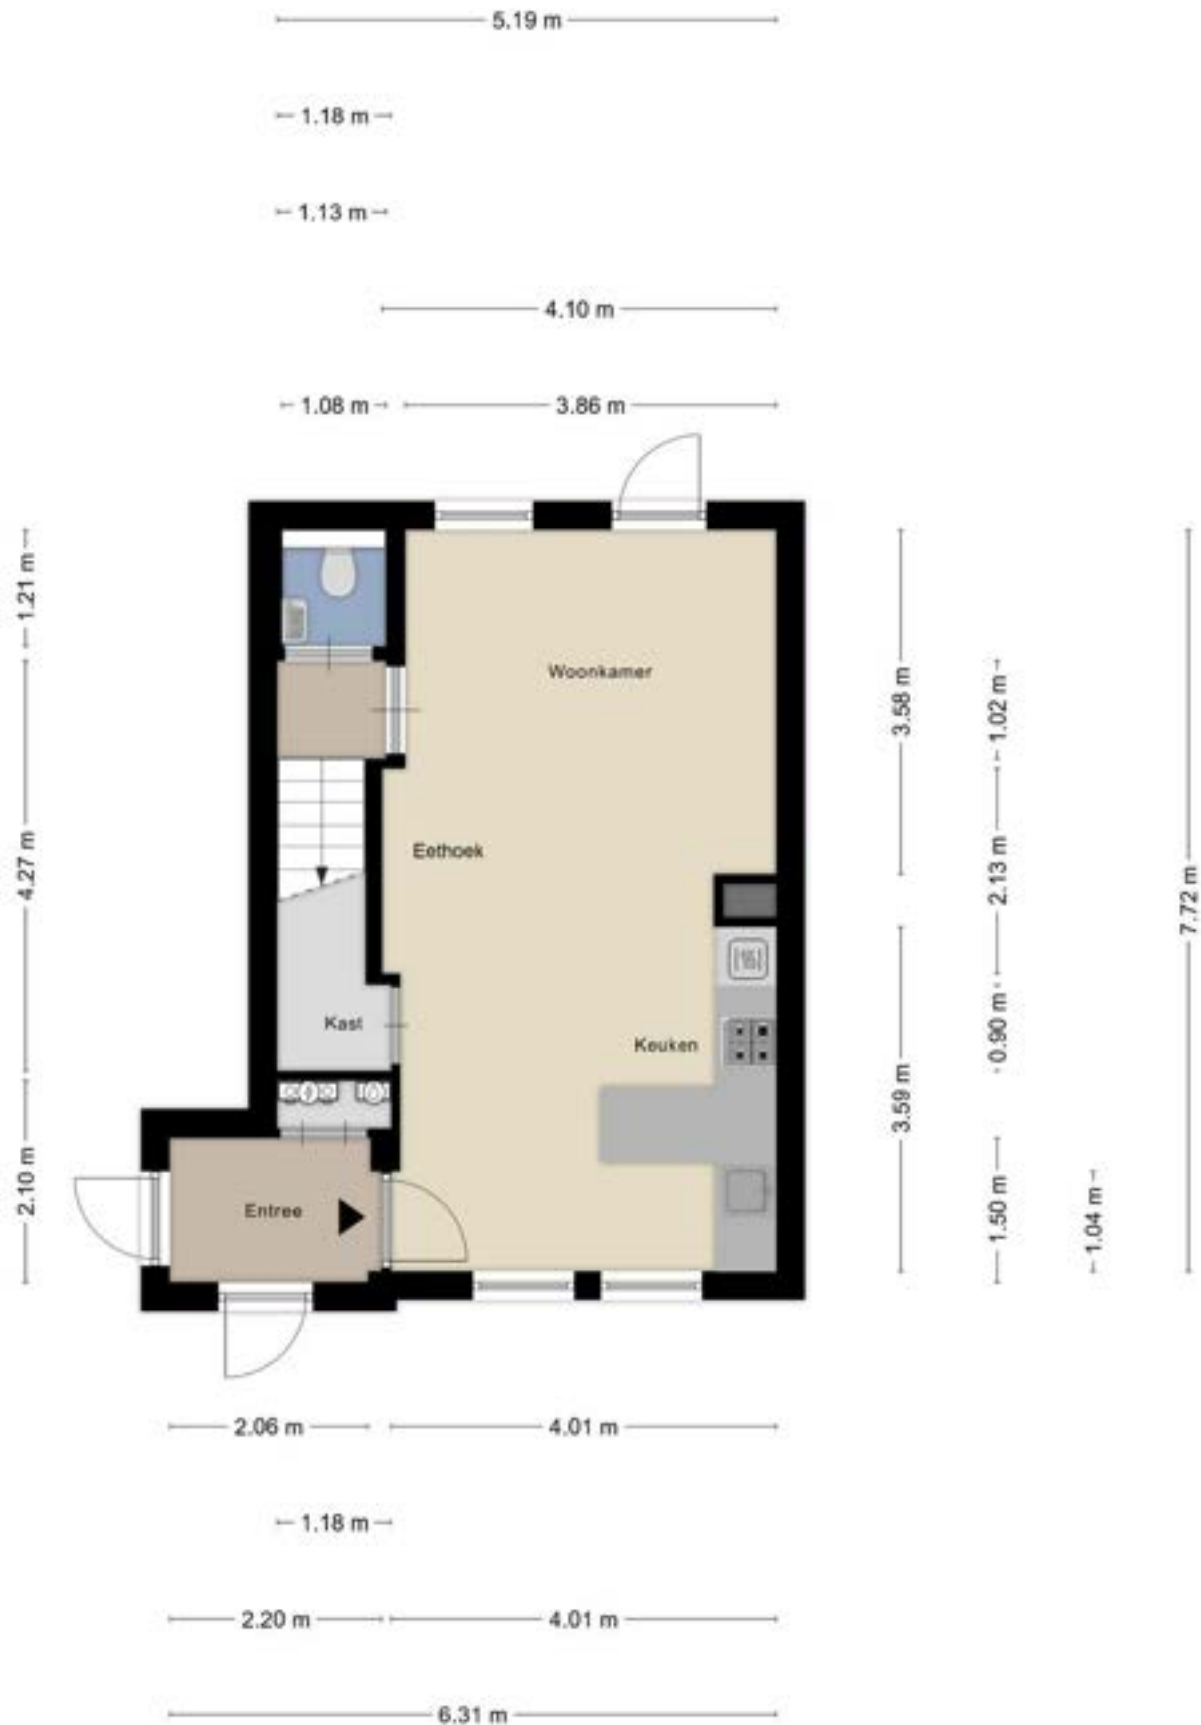 5.19 m
1.18 m
1.13 m
4.10 m
1.08 m
3.86 m
1.21 m
4.27 m
2.10 m
Woonkamer
Eethoek
Kast
Keuken
Entree
3.58 m
3.59 m
1.02 m
2.13 m
0.90 m
1.50 m
1.04 m
7.72 m
2.06 m
4.01 m
1.18 m
2.20 m
4.01 m
6.31 m